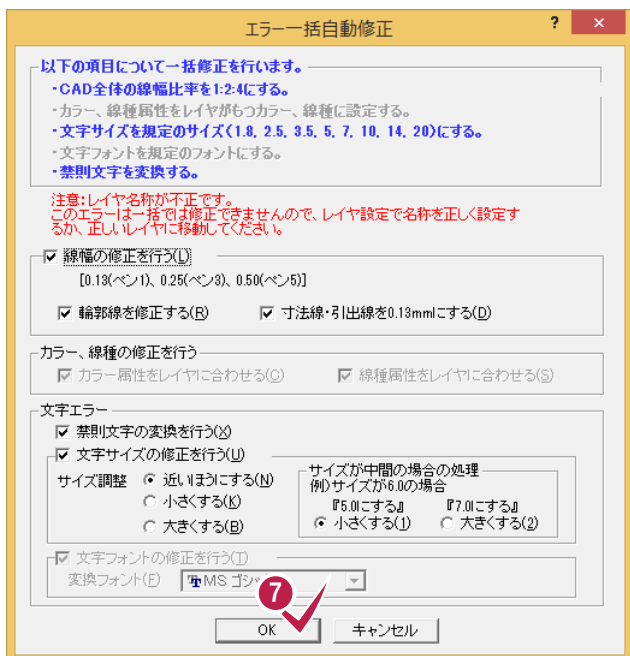 エラー一括自動修正
?
×
以下の項目について一括修正を行います。
・CAD全体の線幅比率を1:2:4にする。
・カラー、線種属性をレイヤがもつカラー、線種に設定する。
・文字サイズを規定のサイズ(1.8, 2.5, 3.5, 5, 7, 10, 14, 20)にする。
・文字フォントを規定のフォントにする。
・禁則文字を変換する。
注意:レイヤ名称が不正です。
このエラーは一括では修正できませんので、レイヤ設定で名称を正しく設定す
るか、正しいレイヤに移動してください。
線幅の修正を行う(L)
[0.13(ペン1)、0.25(ペン3)、0.50(ペン5)]
輪郭線を修正する(R)
寸法線・引出線を0.13mmにする(D)
カラー、線種の修正を行う
カラー属性をレイヤに合わせる(C)
線種属性をレイヤに合わせる(S)
文字エラー
禁則文字の変換を行う(X)
文字サイズの修正を行う(U)
サイズ調整
近いほうにする(N)
小さくする(K)
大きくする(B)
サイズが中間の場合の処理
例)サイズが6.0の場合
『5.0にする』
『7.0にする』
小さくする(1)
大きくする(2)
文字フォントの修正を行う(T)
変換フォント(F)
MS ゴシック
7
OK
キャンセル